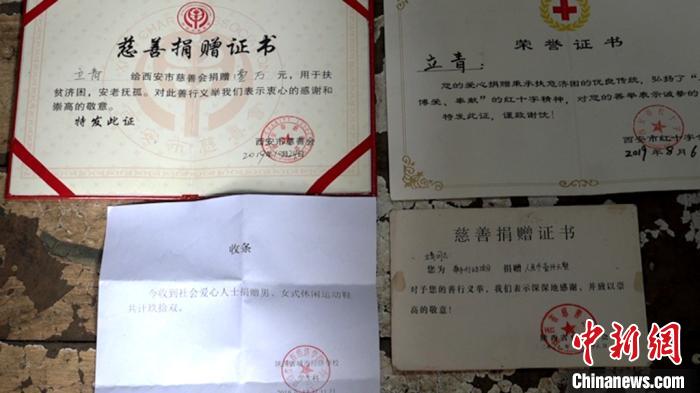 慈善捐赠证书
立青 给西安市慈善会捐赠 壹万 元，用于扶
贫济困，安老抚孤。对此善行义举我们表示衷心的感谢和
崇高的敬意。
特发此证
西安市慈善会
荣誉证书
立青：
您的爱心捐赠秉承扶危济困的优良传统，弘扬了“
博爱、奉献”的红十字精神，对您的善举表示诚挚的
特发此证，谨致谢忱！
西安市红十字会
2019年8月6
收条
今收到社会爱心人士捐赠男、女式休闲运动鞋
共计玖拾双。
慈善捐赠证书
您为 捐赠
对于您的善行义举，我们表示深深地感谢，并致以崇
高的敬意！
中新网
Chinanews.com